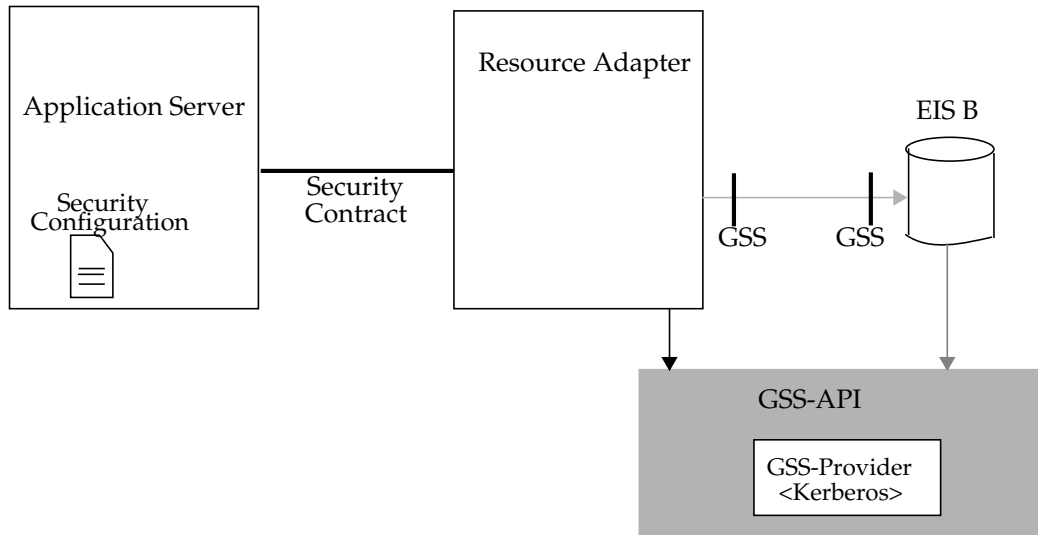 Resource Adapter
Application Server
EIS B
Security
Configuration
Security
Contract
GSS
GSS
GSS-API
GSS-Provider
<Kerberos>